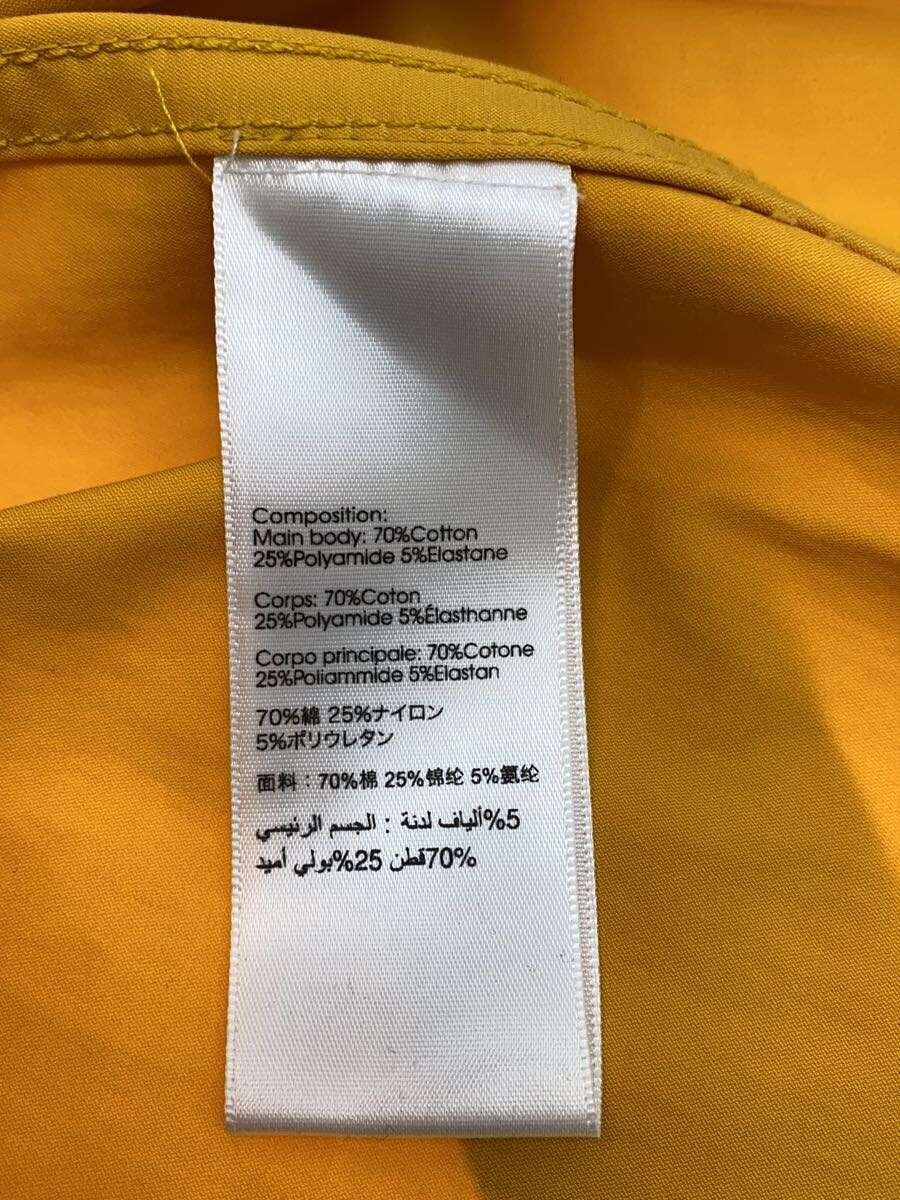 Composition:
Main body: 70%Cotton
25%Polyamide 5%Elastane
Corps: 70%Coton
25%Polyamide 5%Élasthanne
Corpo principale: 70%Cotone
25%Poliammide 5%Elastan
70%綿 25%ナイロン
5%ポリウレタン
面料：70%棉 25%锦纶 5%氨纶
5%ألياف لدنة : الجسم الرئيسي
70%قطن 25%بولي أميد